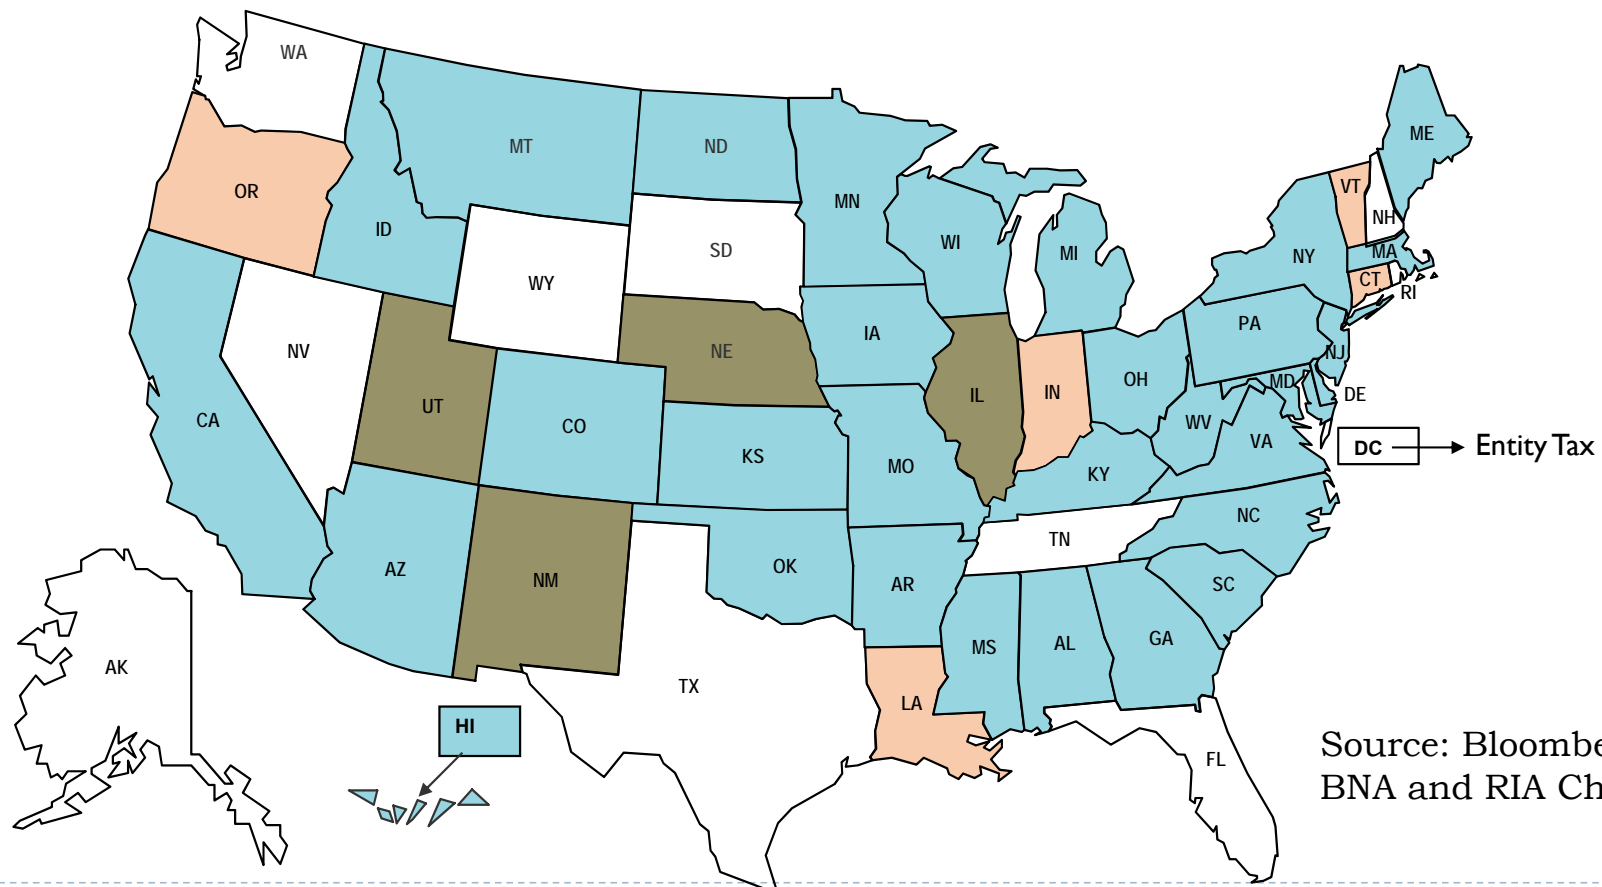 WA
ME
MT
ND
OR
VT
MN
NH
ID
WI
SD
MI
MA
NY
WY
CT
RI
PA
IA
NV
NE
NJ
OH
MD
IL
IN
DE
UT
CA
CO
WV
VA
DC
Entity Tax
KS
MO
KY
NC
TN
AZ
OK
NM
AR
SC
MS
AL
GA
AK
TX
LA
HI
FL
Source: Bloombe
BNA and RIA Ch